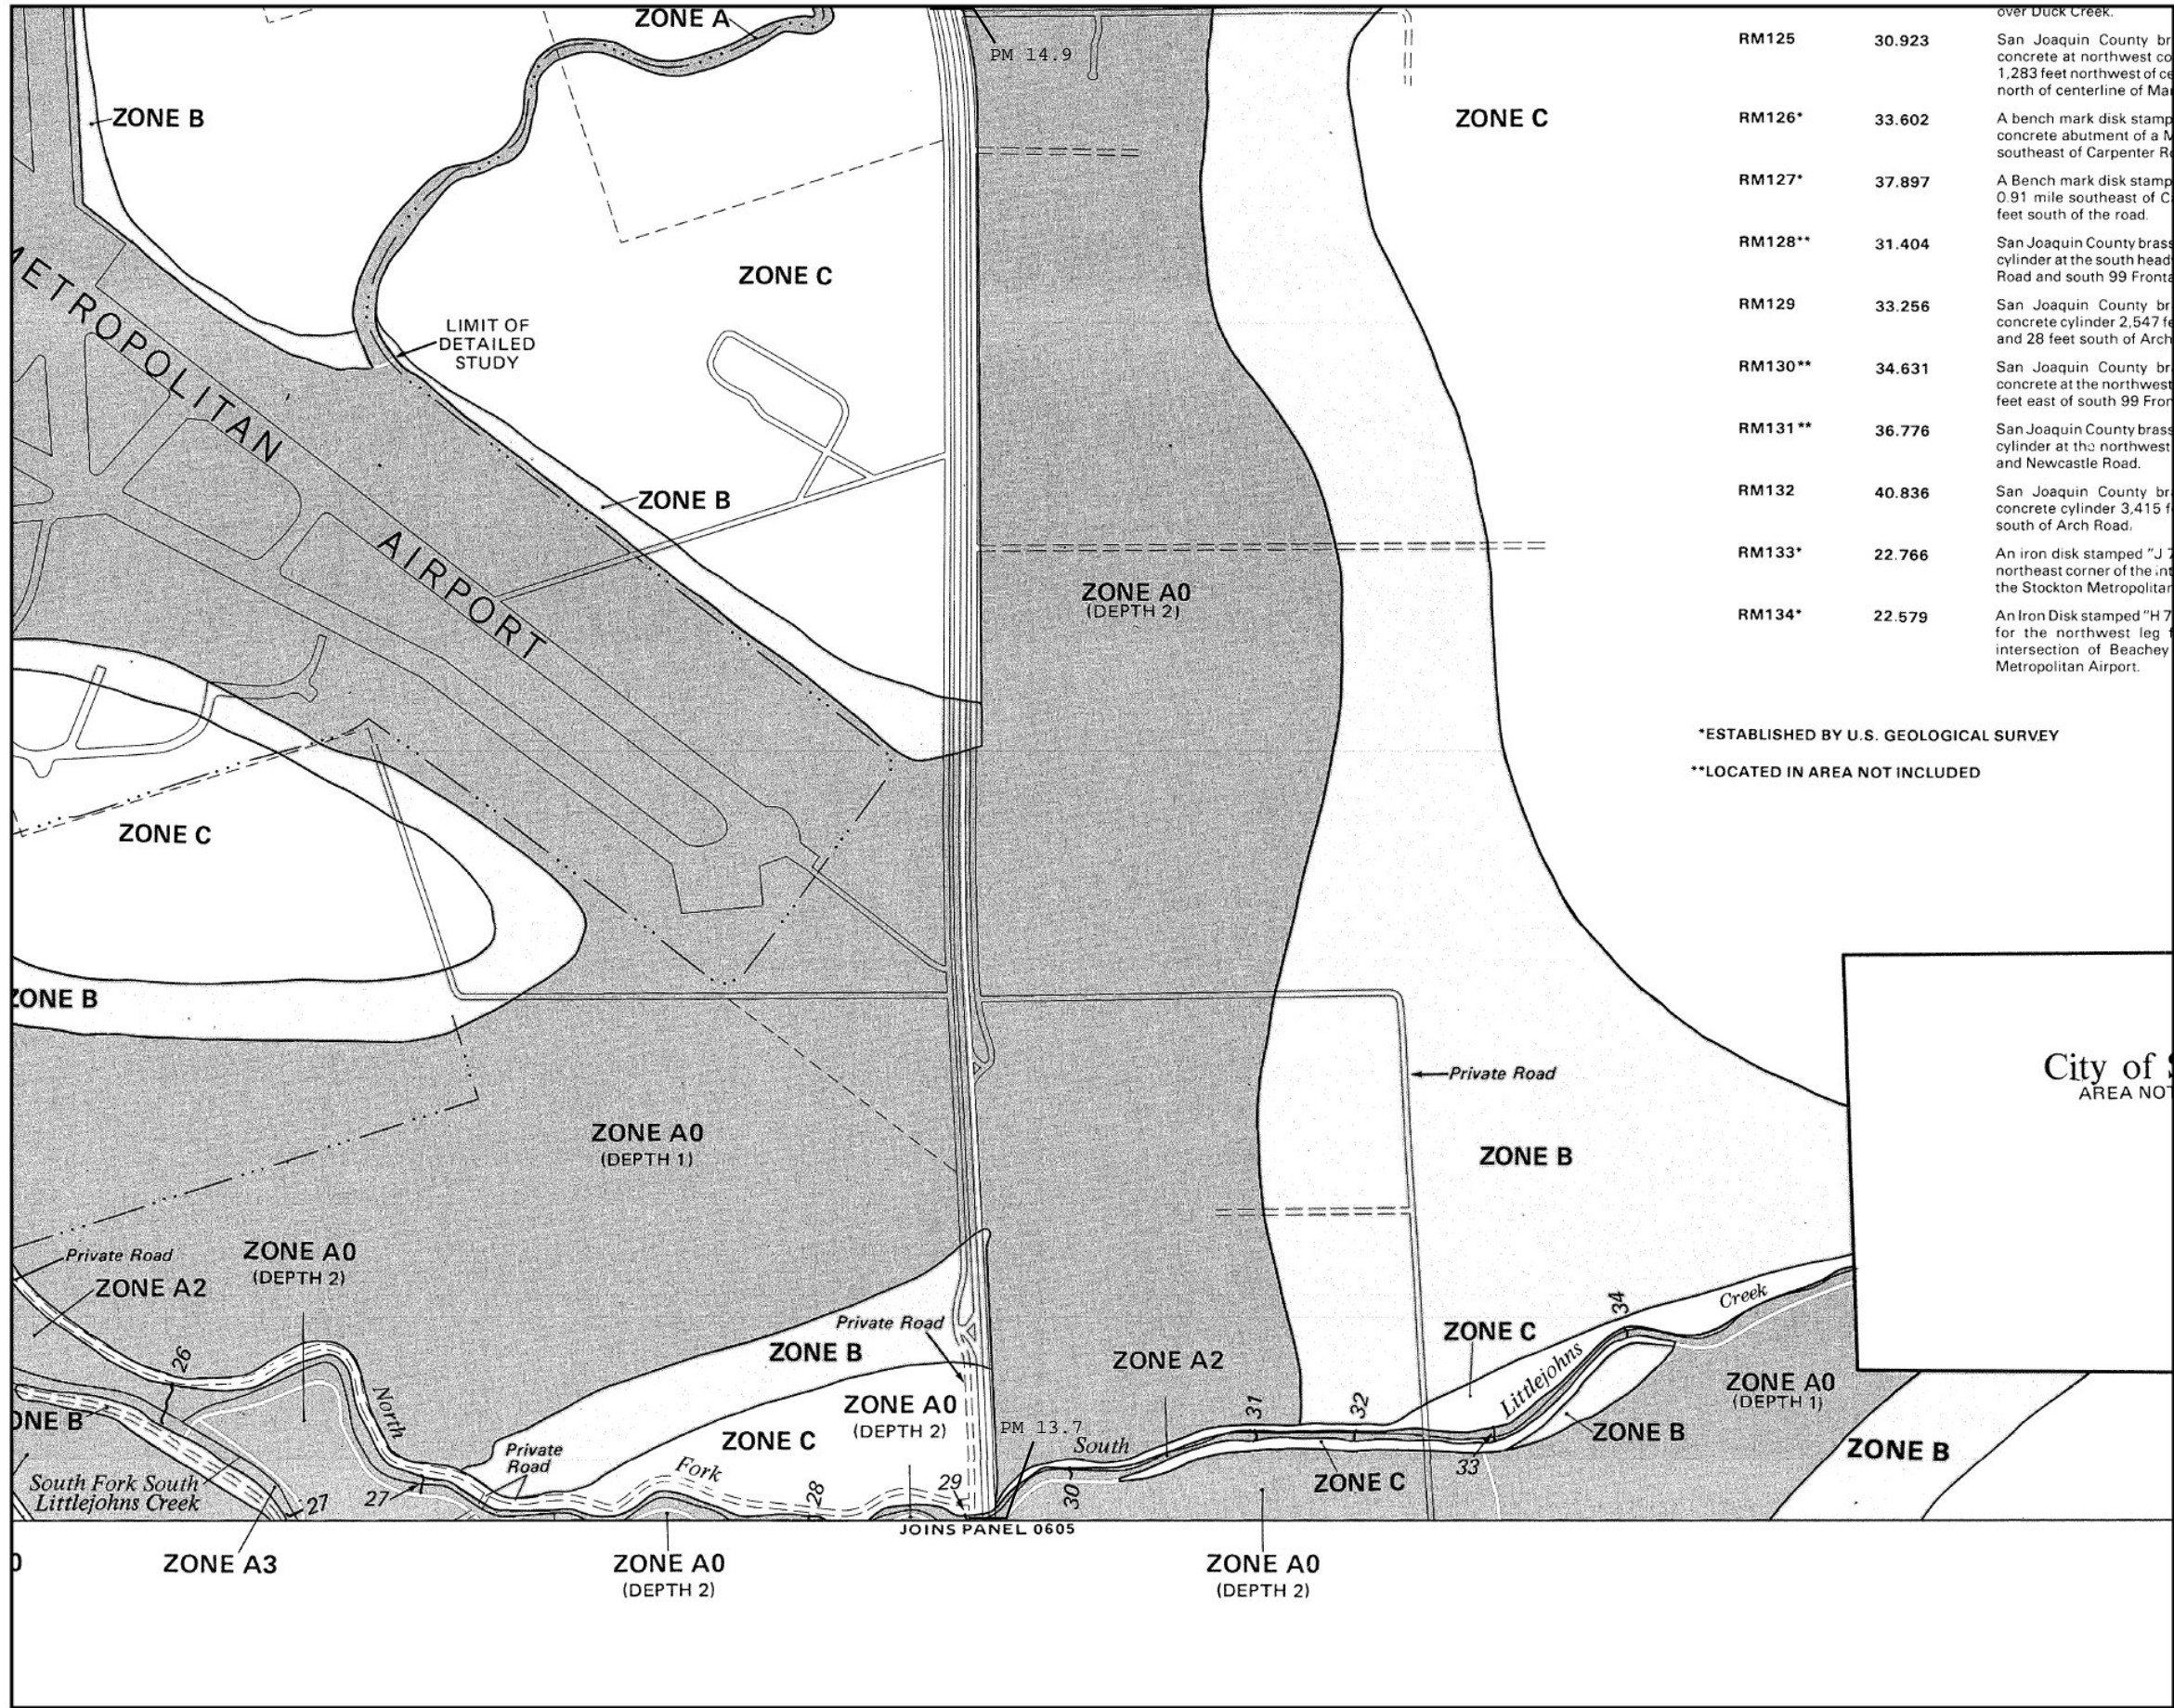 ZONE A
PM 14.9
ZONE B
ZONE C
ZONE C
METROPOLITAN
AIRPORT
LIMIT OF
DETAILED
STUDY
ZONE B
ZONE A0
(DEPTH 2)
over Duck Creek.
RM125 30.923 San Joaquin County
concrete at northwest
1,283 feet northwest of
north of centerline of
RM126* 33.602 A bench mark disk
concrete abutment of a
southeast of Carpenter
RM127* 37.897 A Bench mark disk
0.91 mile southeast of
feet south of the road.
RM128** 31.404 San Joaquin County
cylinder at the south
Road and south 99
RM129 33.256 San Joaquin County
concrete cylinder 2,547
and 28 feet south of Arch
RM130** 34.631 San Joaquin County
concrete at the northwest
feet east of south 99
RM131** 36.776 San Joaquin County
cylinder at the northwest
and Newcastle Road.
RM132 40.836 San Joaquin County
concrete cylinder 3,415
south of Arch Road.
RM133* 22.766 An iron disk stamped "J
northeast corner of the
the Stockton
RM134* 22.579 An Iron Disk stamped "H
for the northwest leg
intersection of Beachey
Metropolitan Airport.
*ESTABLISHED BY U.S. GEOLOGICAL SURVEY
**LOCATED IN AREA NOT INCLUDED
ZONE C
ZONE B
City of
AREA NOT
Private Road
ZONE B
ZONE A0
(DEPTH 1)
Private Road
ZONE A2
ZONE A0
(DEPTH 2)
26
North
Private Road
ZONE B
ZONE A2
ZONE C
34
Creek
Littlejohns
ZONE A0
(DEPTH 1)
ZONE B
South Fork South
Littlejohns Creek
27
27
Private
Road
ZONE C
Fork
28
ZONE A0
(DEPTH 2)
29
PM 13.7
South
30
31
32
33
ZONE C
ZONE B
ZONE B
JOINS PANEL 0605
ZONE A3
ZONE A0
(DEPTH 2)
ZONE A0
(DEPTH 2)